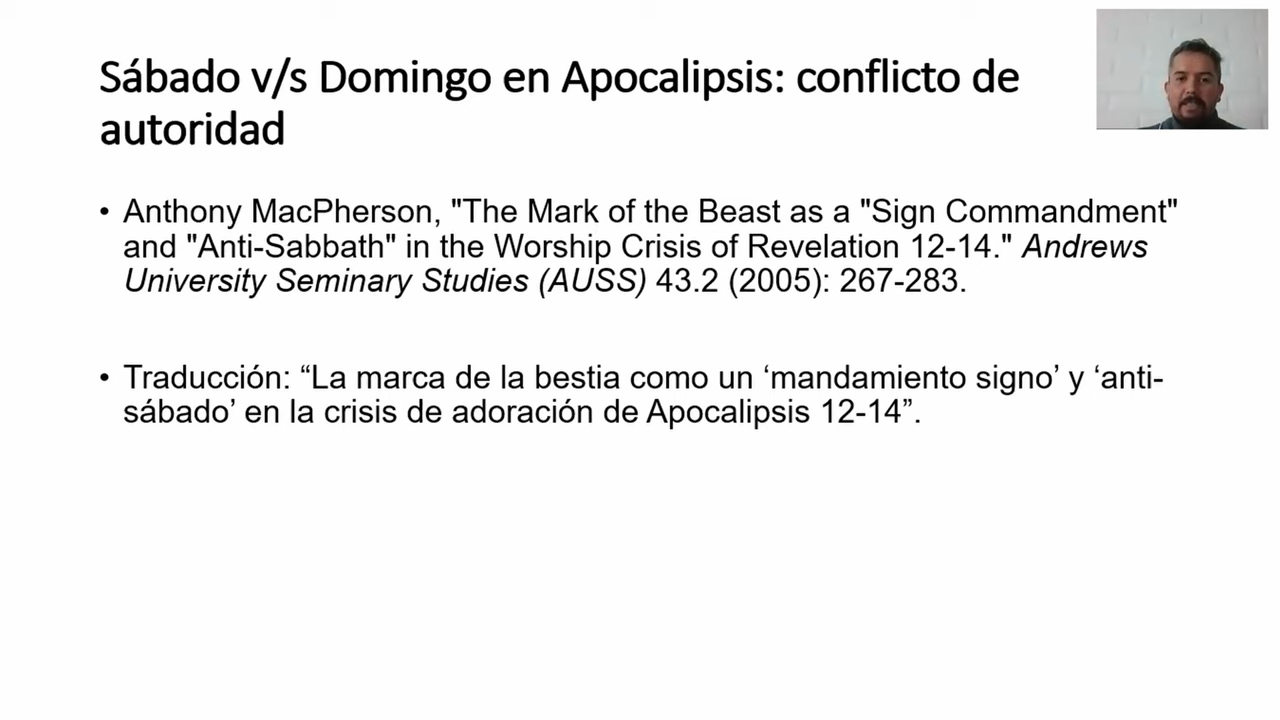 Sábado v/s Domingo en Apocalipsis: conflicto de
autoridad
• Anthony MacPherson, "The Mark of the Beast as a "Sign Commandment"
and "Anti-Sabbath" in the Worship Crisis of Revelation 12-14." Andrews
University Seminary Studies (AUSS) 43.2 (2005): 267-283.
• Traducción: “La marca de la bestia como un ‘mandamiento signo’ y ‘anti-
sábado’ en la crisis de adoración de Apocalipsis 12-14”.